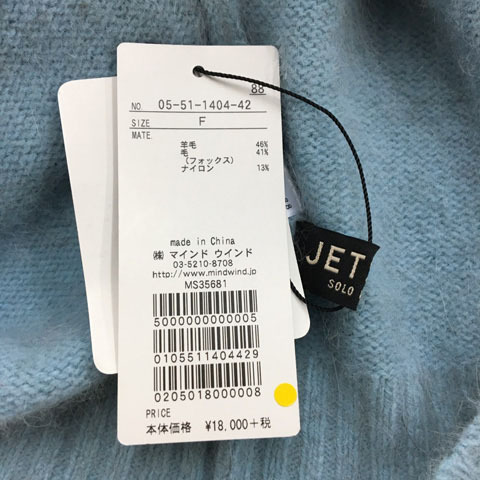 88
NO. 05-51-1404-42
SIZE F
MATE.
羊毛 46%
毛 41%
(フォックス)
ナイロン 13%
made in China
㈱ マインド ウインド
03-5210-8708
http://www.mindwind.jp
MS35681
5000000000005
0105511404429
0205018000008
PRICE
本体価格 ¥18,000+税
JET
SOLO